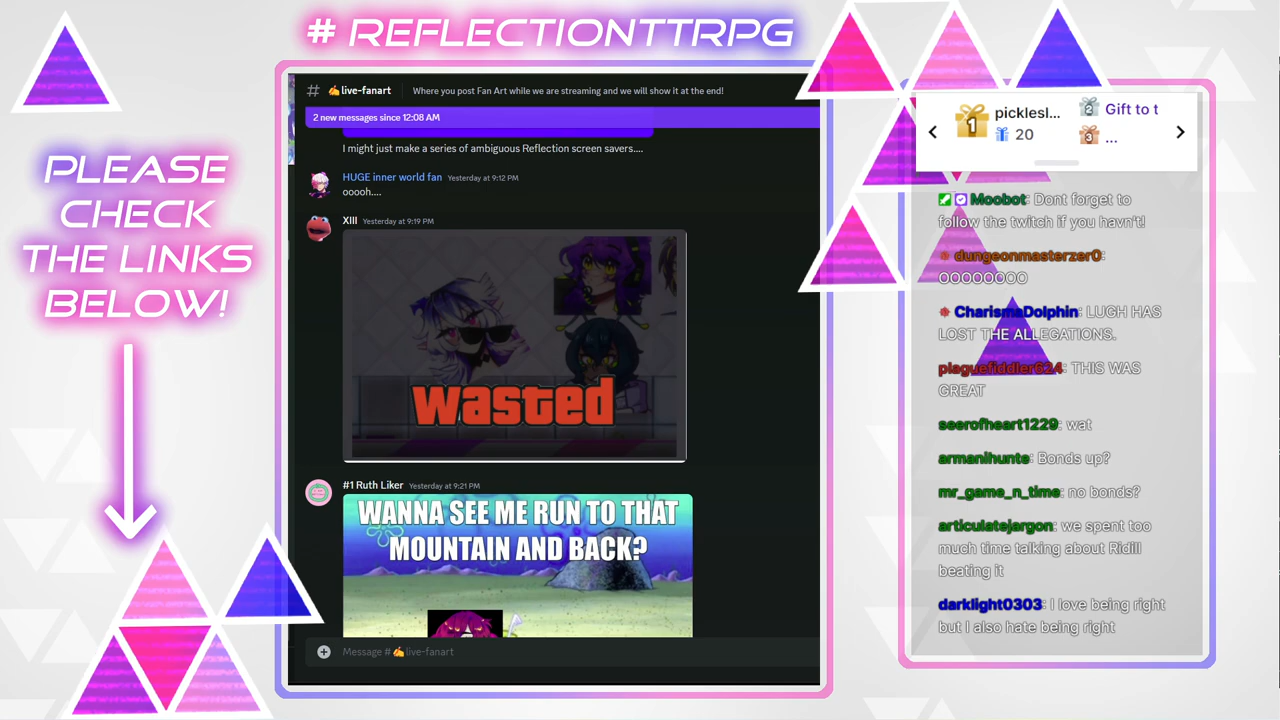 # REFLECTIONTTRPG
PLEASE
CHECK
THE LINKS
BELOW!
# ✍️live-fanart Where you post Fan Art while we are streaming and we will show it at the end!
2 new messages since 12:08 AM
I might just make a series of ambiguous Reflection screen savers....
HUGE inner world fan Yesterday at 9:12 PM
ooooh....
XIII Yesterday at 9:19 PM
wasted
#1 Ruth Liker Yesterday at 9:21 PM
WANNA SEE ME RUN TO THAT
MOUNTAIN AND BACK?
Message #✍️live-fanart
1 picklesl... 2 Gift to t
20 3 ...
Moobot: Dont forget to
follow the twitch if you havn't!
dungeonmasterzer0:
OOOOOOOO
CharismaDolphin: LUGH HAS
LOST THE ALLEGATIONS.
plaguefiddler624: THIS WAS
GREAT
seerofheart1229: wat
armanihunte: Bonds up?
mr_game_n_time: no bonds?
articulatejargon: we spent too
much time talking about Ridill
beating it
darklight0303: I love being right
but I also hate being right